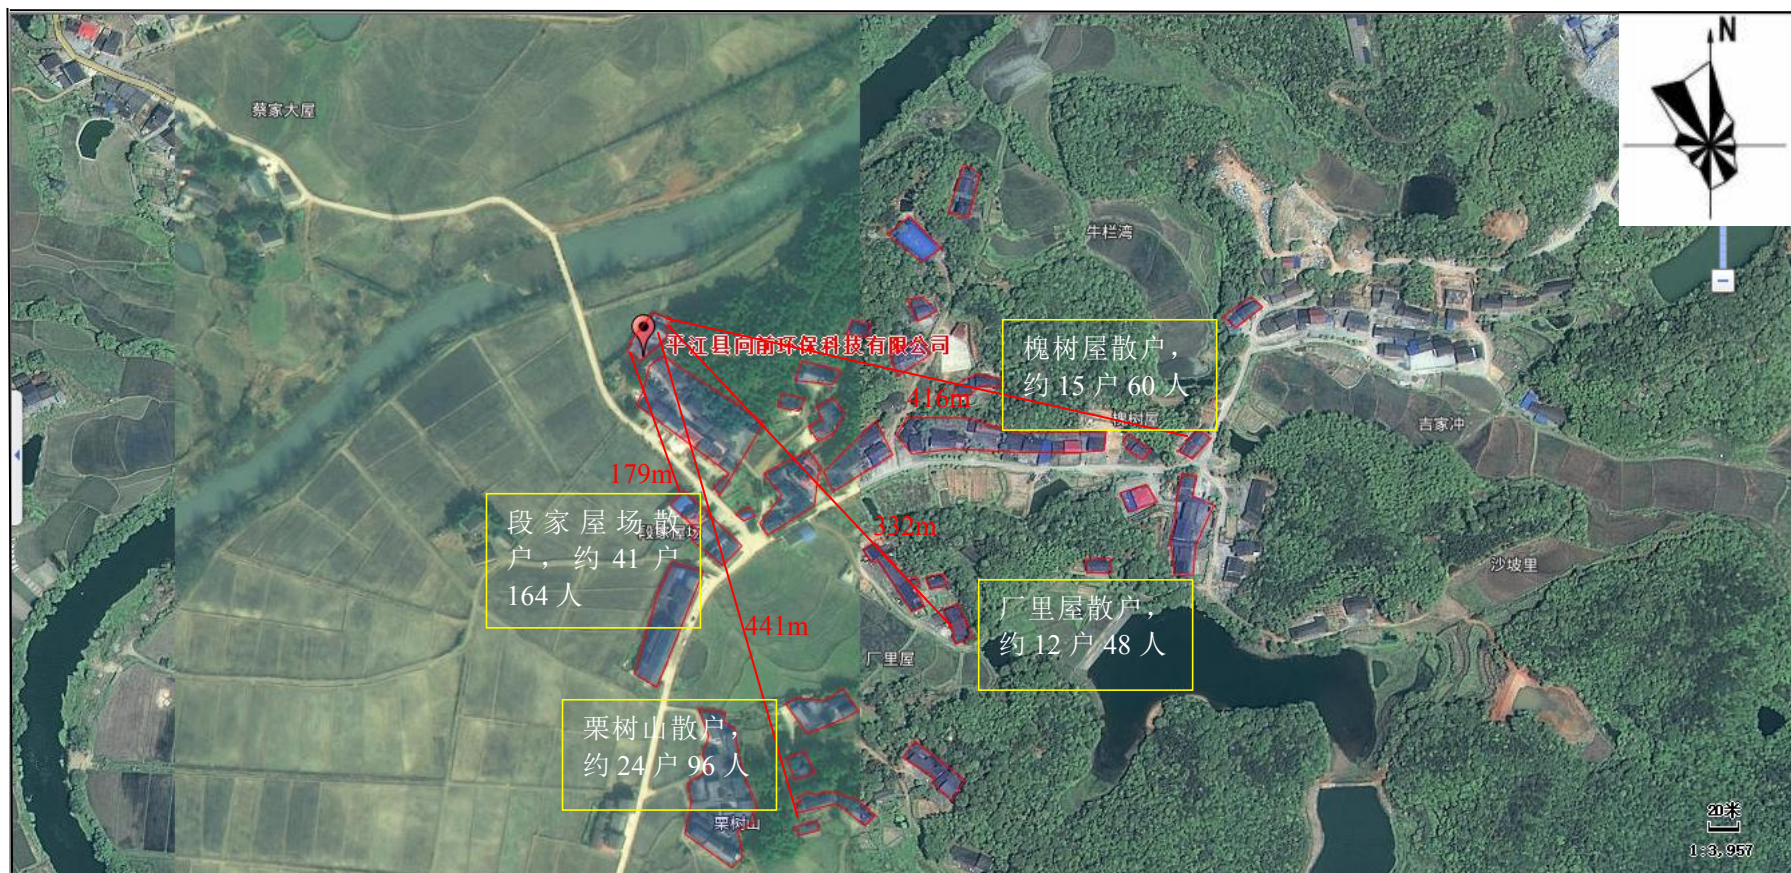 N
蔡家大屋
牛栏湾
平江县向前环保科技有限公司
槐树屋散户，
约 15 户 60 人
416m
槐树屋
吉家冲
179m
段家屋场散
户，约 41 户
164 人
段家屋场
332m
沙坡里
厂里屋散户，
约 12 户 48 人
441m
厂里屋
栗树山散户，
约 24 户 96 人
栗树山
20米
1:3,957